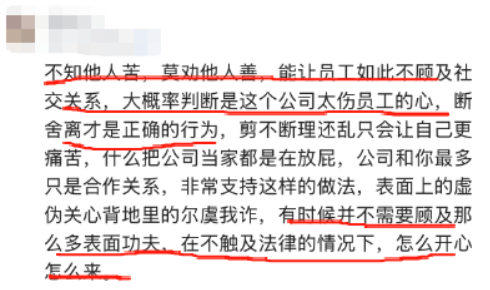 不知他人苦，莫劝他人善，能让员工如此不顾及社
交关系，大概率判断是这个公司太伤员工的心，断
舍离才是正确的行为，剪不断理还乱只会让自己更
痛苦，什么把公司当家都是在放屁，公司和你最多
只是合作关系，非常支持这样的做法，表面上的虚
伪关心背地里的尔虞我诈，有时候并不需要顾及那
么多表面功夫，在不触及法律的情况下，怎么开心
怎么来。